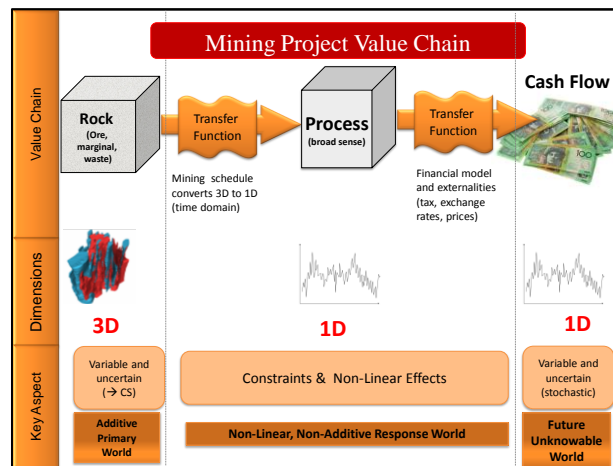 Mining Project Value Chain
Value Chain
Rock
(Ore,
marginal,
waste)
Transfer
Function
Mining schedule
converts 3D to 1D
(time domain)
Process
(broad sense)
Transfer
Function
Financial model
and externalities
(tax, exchange
rates, prices)
Cash Flow
100
Dimensions
3D
1D
1D
Key Aspect
Variable and
uncertain
(→ CS)
Constraints & Non-Linear Effects
Variable and
uncertain
(stochastic)
Additive
Primary
World
Non-Linear, Non-Additive Response World
Future
Unknowable
World